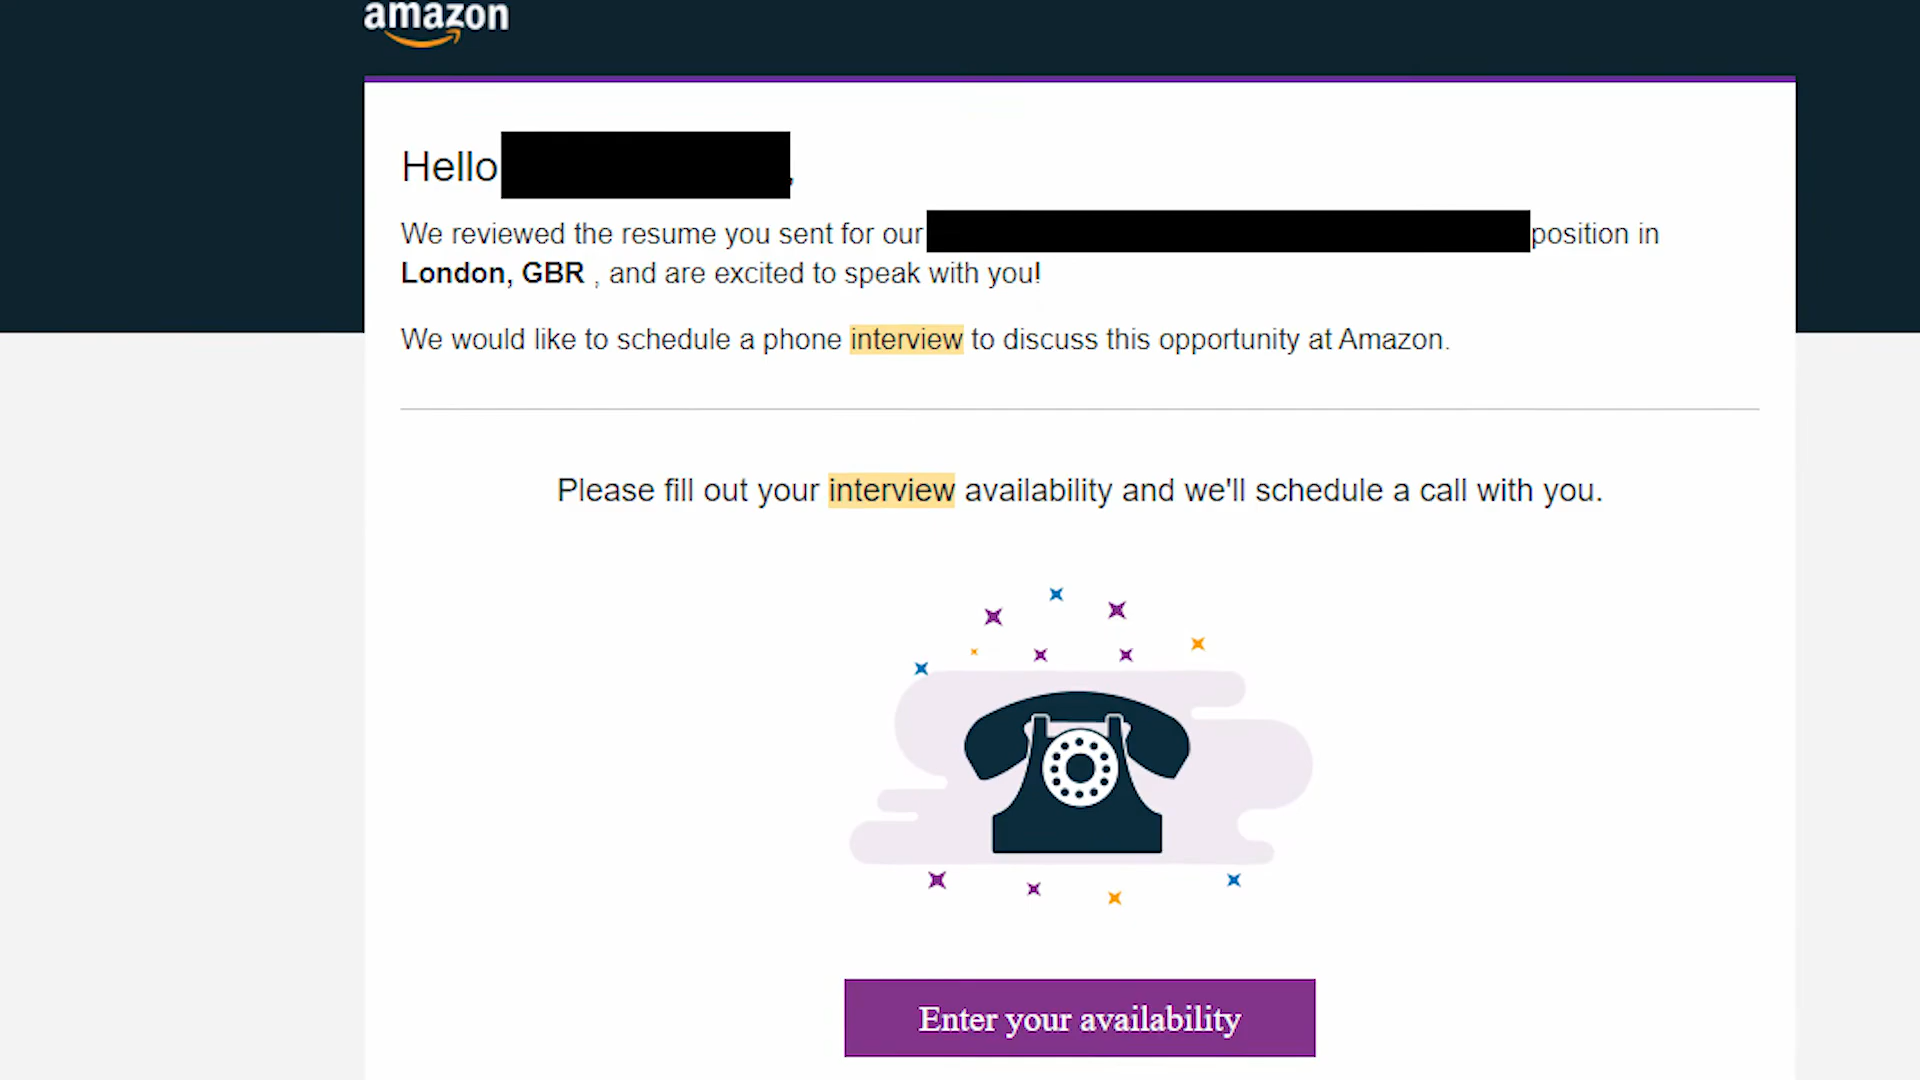 amazon
Hello ,
We reviewed the resume you sent for our position in
London, GBR , and are excited to speak with you!
We would like to schedule a phone interview to discuss this opportunity at Amazon.
Please fill out your interview availability and we'll schedule a call with you.
Enter your availability